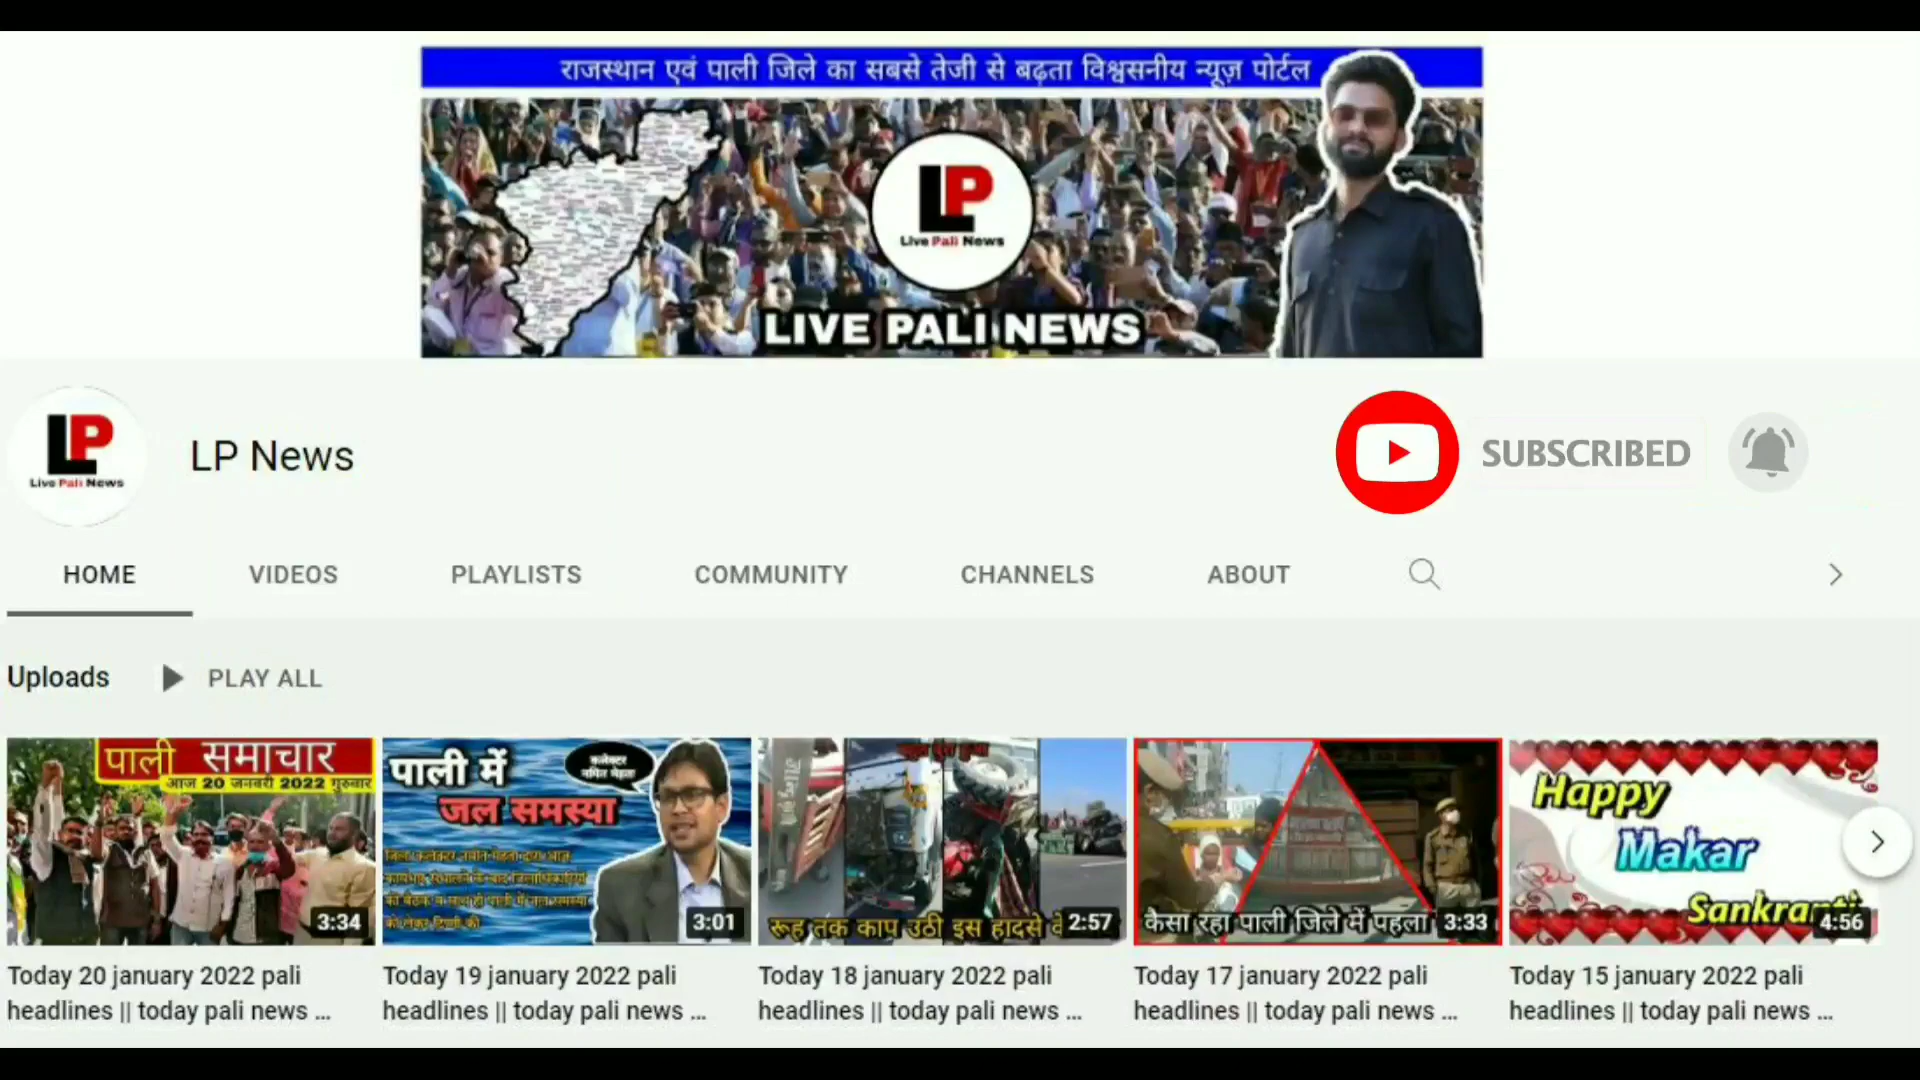 राजस्थान एवं पाली जिले का सबसे तेजी से बढ़ता विश्वसनीय न्यूज़ पोर्टल
LP
Live Pali News
LIVE PALI NEWS
LP
Live Pali News
LP News
SUBSCRIBED
HOME
VIDEOS
PLAYLISTS
COMMUNITY
CHANNELS
ABOUT
Uploads
PLAY ALL
पाली समाचार
आज 20 जनवरी 2022 गुरुवार
3:34
पाली में
जल समस्या
कलेक्टर
नमित मेहता
3:01
रूह तक काप उठी इस हादसे
2:57
कैसा रहा पाली जिले में पहला
3:33
Happy
Makar
Sankranti
4:56
Today 20 january 2022 pali
headlines || today pali news ...
Today 19 january 2022 pali
headlines || today pali news ...
Today 18 january 2022 pali
headlines || today pali news ...
Today 17 january 2022 pali
headlines || today pali news ...
Today 15 january 2022 pali
headlines || today pali news ...